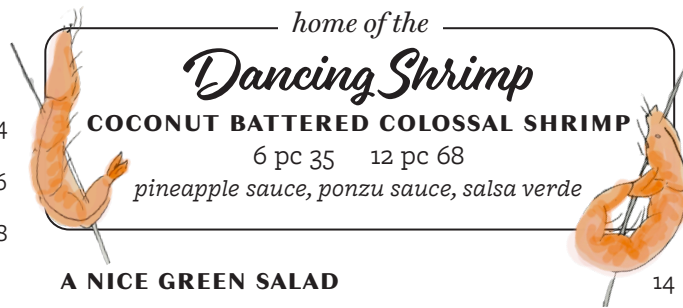 home of the
Dancing Shrimp
COCONUT BATTERED COLOSSAL SHRIMP
6 pc 35 12 pc 68
pineapple sauce, ponzu sauce, salsa verde
A NICE GREEN SALAD 14